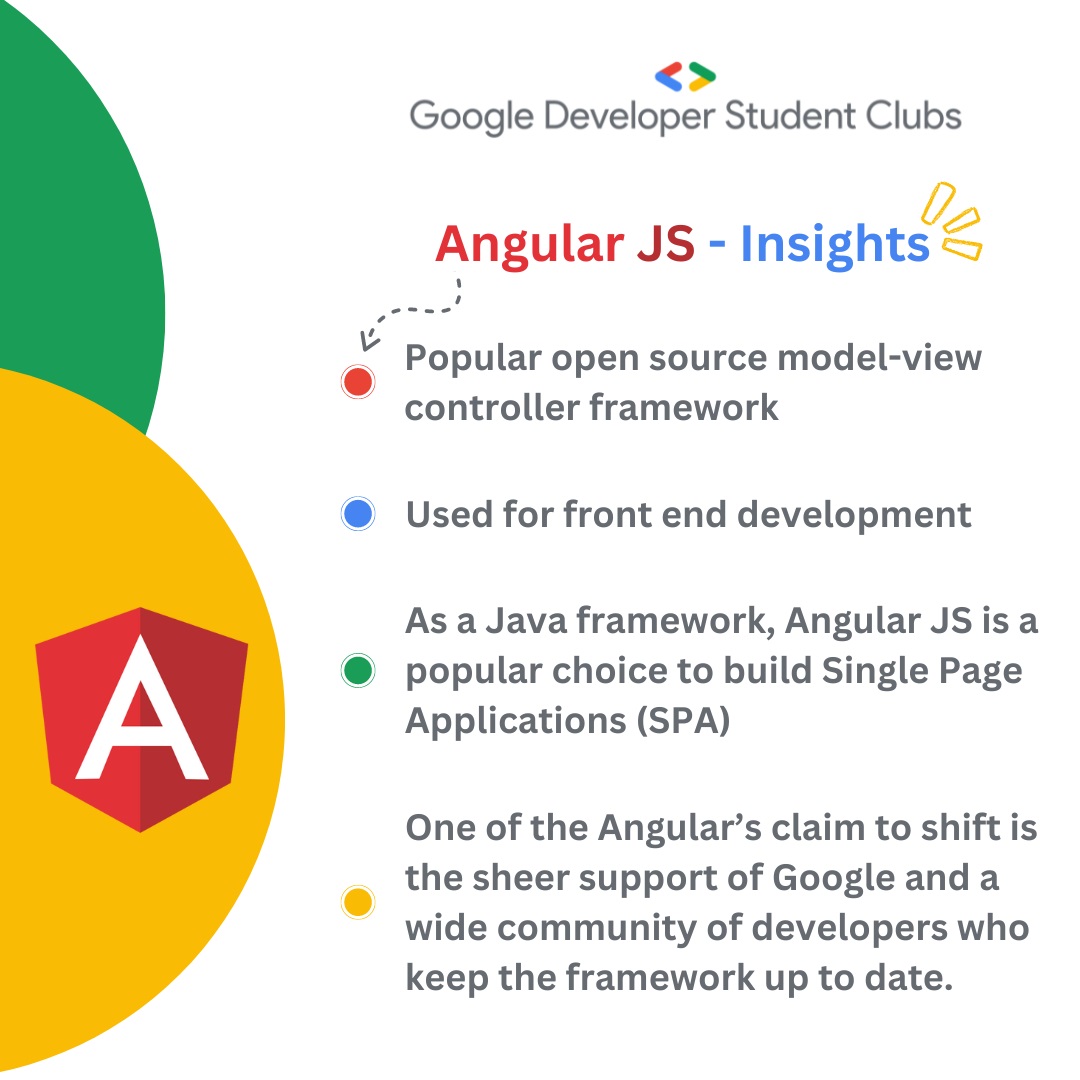 Google Developer Student Clubs
Angular JS - Insights
Popular open source model-view
controller framework
Used for front end development
As a Java framework, Angular JS is a
popular choice to build Single Page
Applications (SPA)
One of the Angular’s claim to shift is
the sheer support of Google and a
wide community of developers who
keep the framework up to date.
A